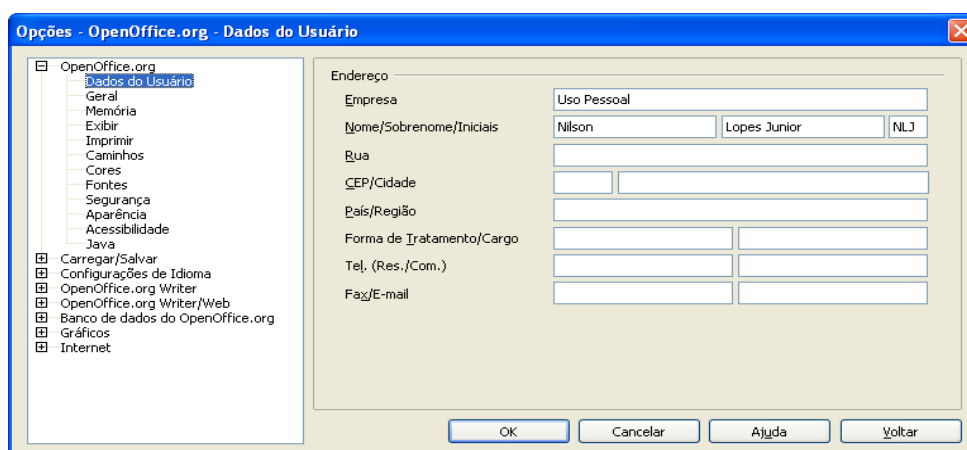 Opções - OpenOffice.org - Dados do Usuário
OpenOffice.org
Dados do Usuário
Geral
Memória
Exibir
Imprimir
Caminhos
Cores
Fontes
Segurança
Aparência
Acessibilidade
Java
Carregar/Salvar
Configurações de Idioma
OpenOffice.org Writer
OpenOffice.org Writer/Web
Banco de dados do OpenOffice.org
Gráficos
Internet
Endereço
Empresa Uso Pessoal
Nome/Sobrenome/Iniciais Nilson Lopes Junior NLJ
Rua
CEP/Cidade
País/Região
Forma de Tratamento/Cargo
Tel. (Res./Com.)
Fax/E-mail
OK Cancelar Ajuda Voltar